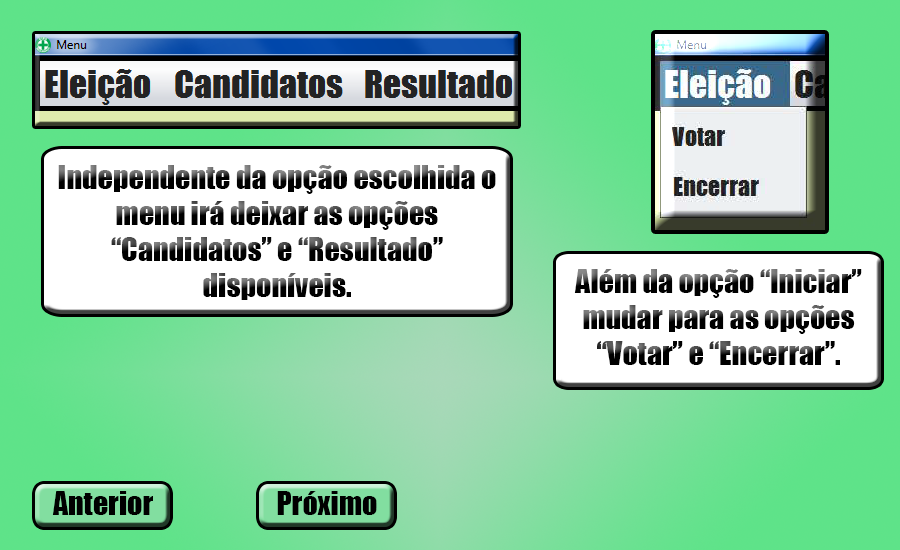 Menu
Eleição Candidatos Resultado
Independente da opção escolhida o
menu irá deixar as opções
“Candidatos” e “Resultado”
disponíveis.
Menu
Eleição Ca
Votar
Encerrar
Além da opção “Iniciar”
mudar para as opções
“Votar” e “Encerrar”.
Anterior
Próximo